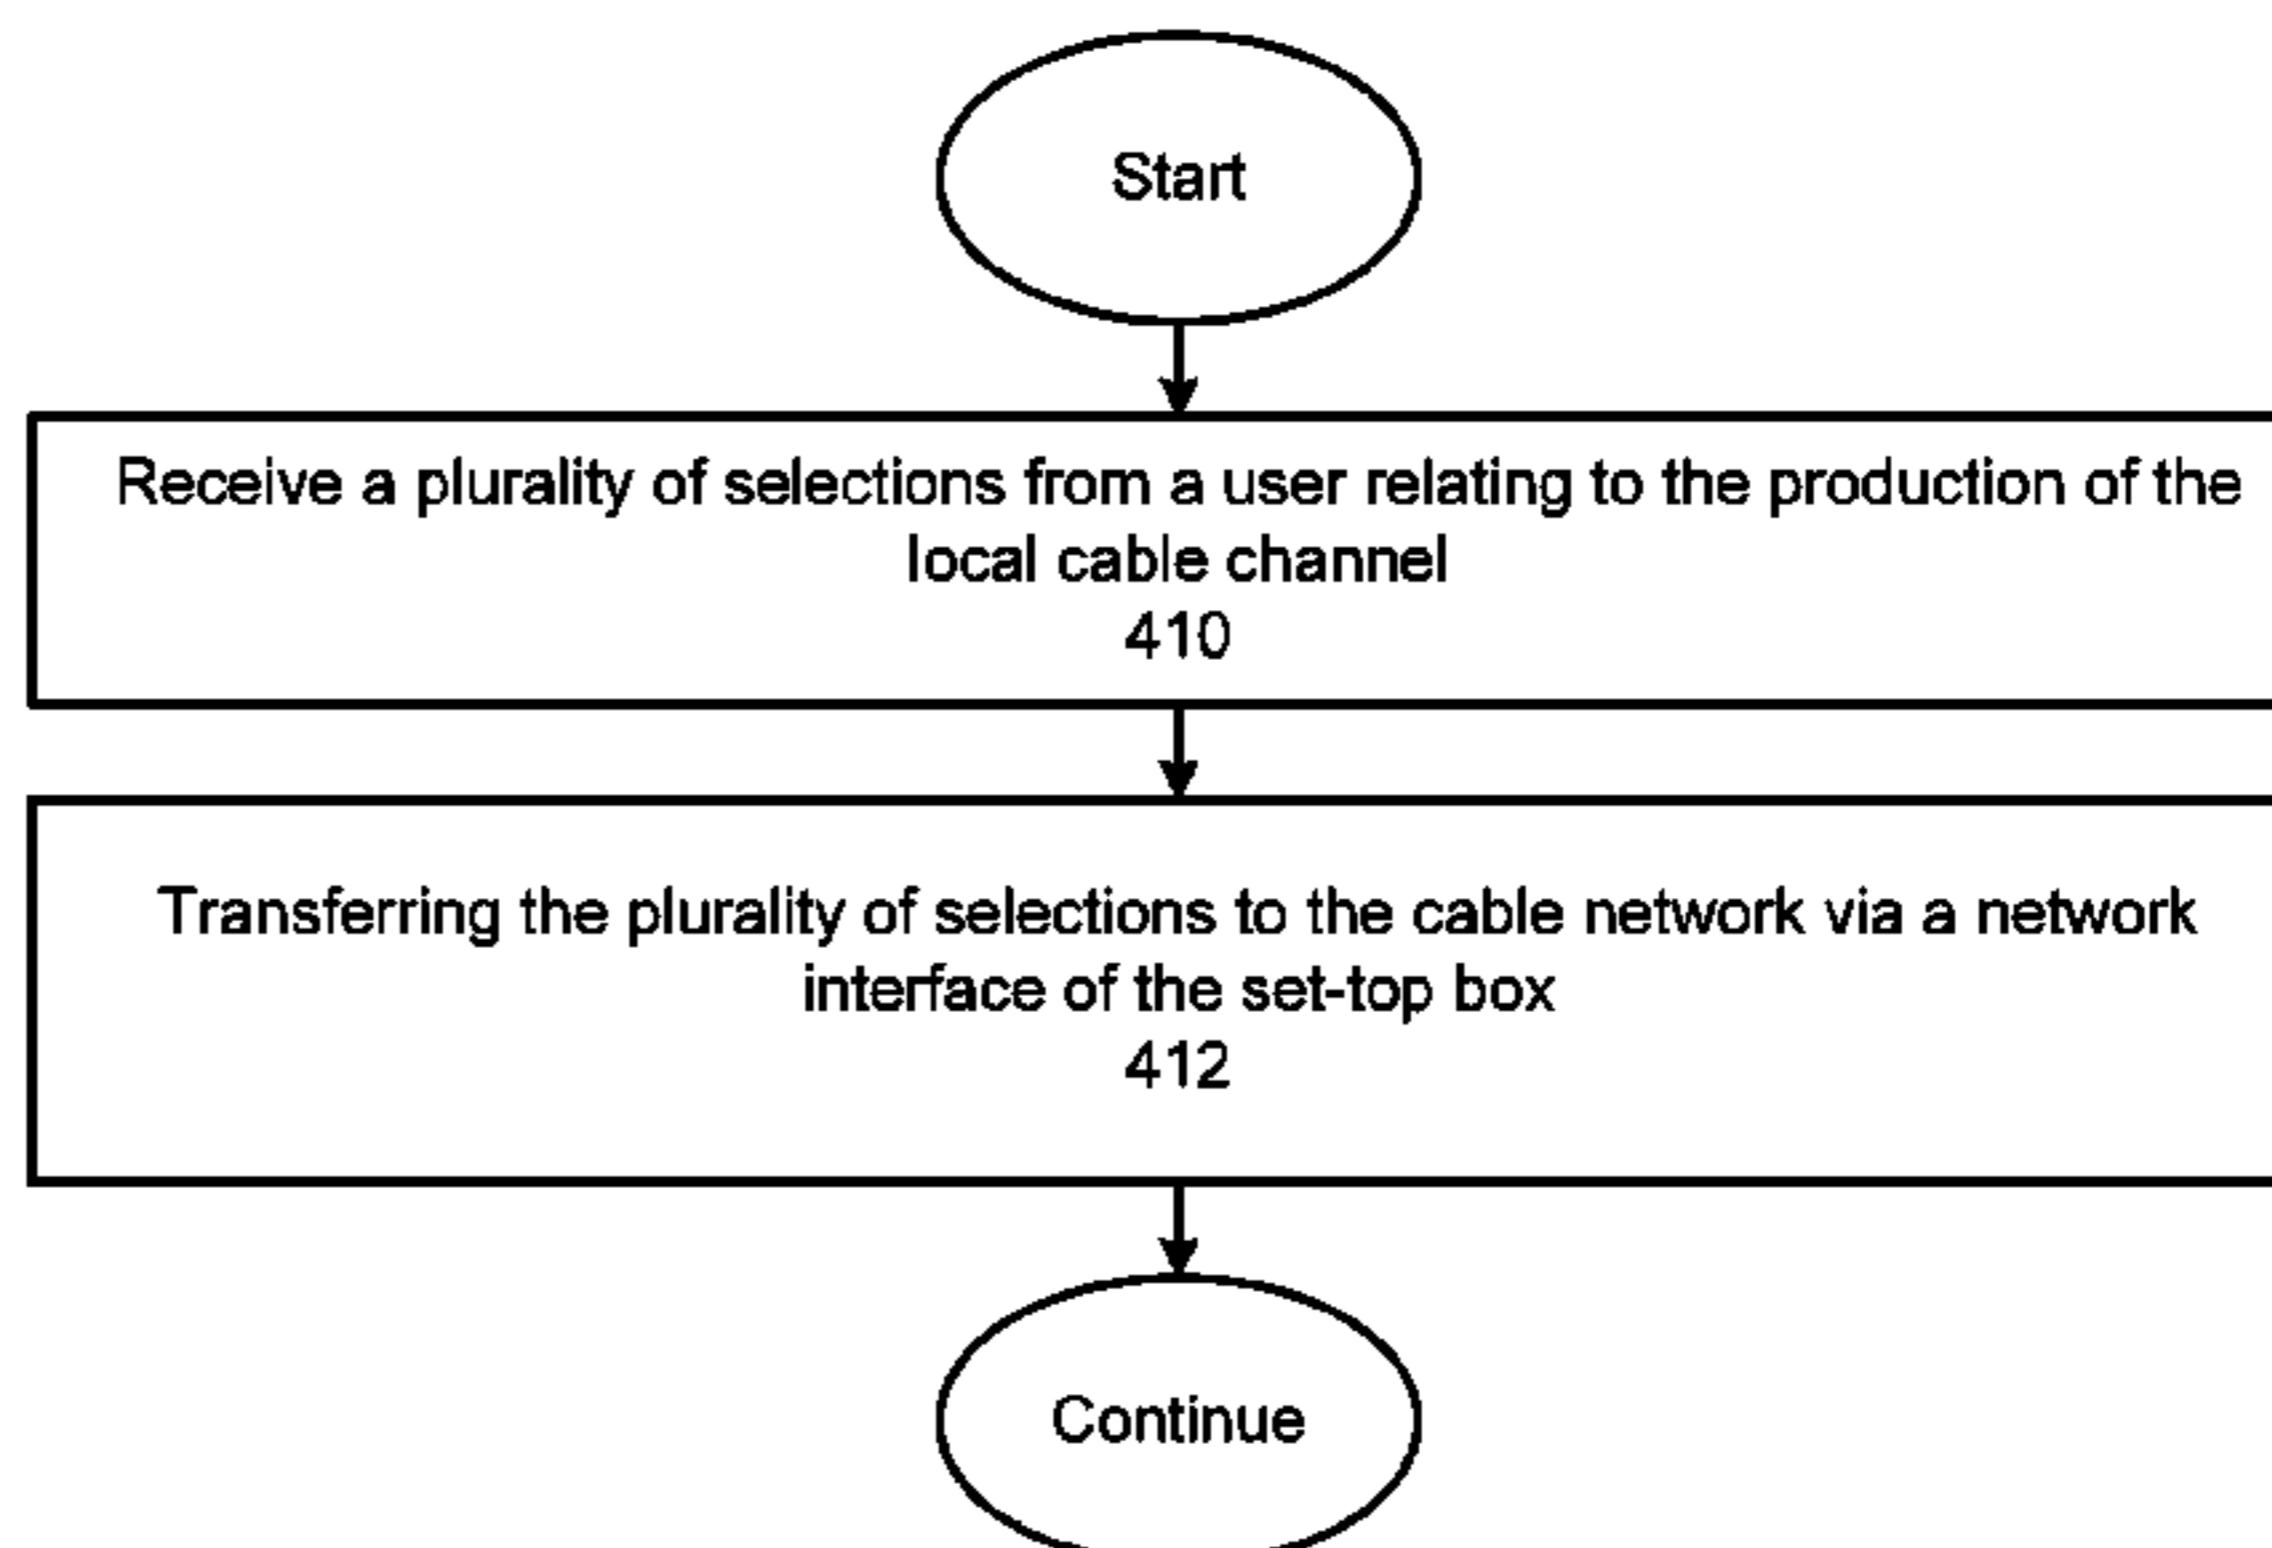 Start
Receive a plurality of selections from a user relating to the production of the
local cable channel
410
Transferring the plurality of selections to the cable network via a network
interface of the set-top box
412
Continue